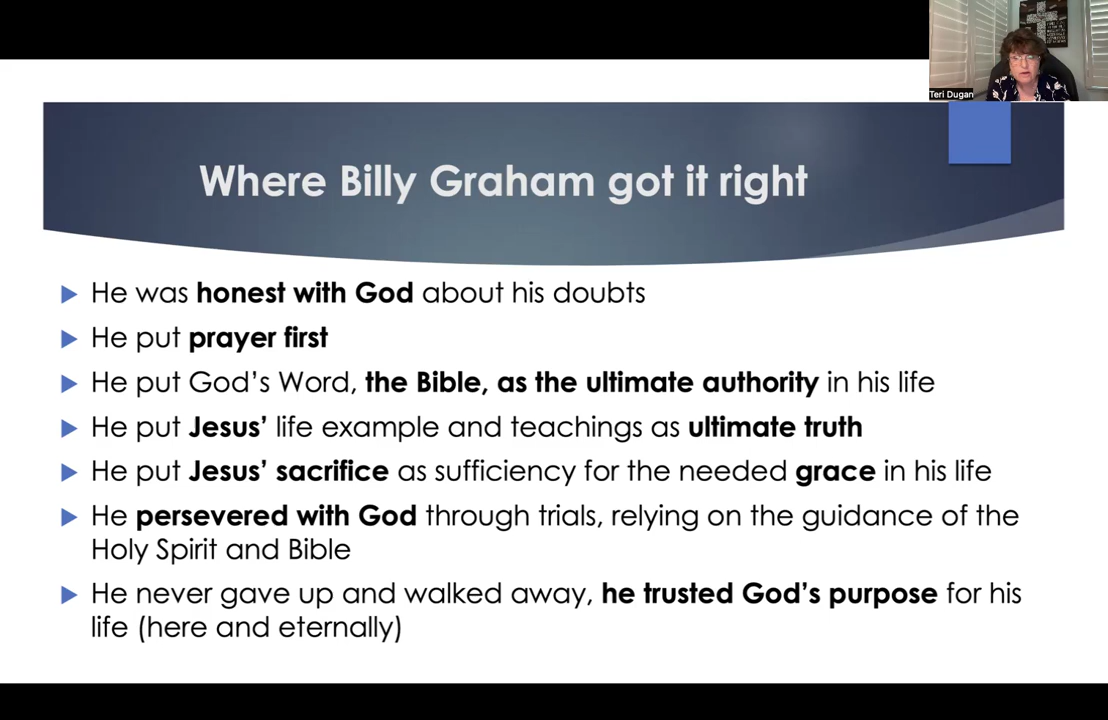 Teri Dugan
Where Billy Graham got it right
He was honest with God about his doubts
He put prayer first
He put God’s Word, the Bible, as the ultimate authority in his life
He put Jesus’ life example and teachings as ultimate truth
He put Jesus’ sacrifice as sufficiency for the needed grace in his life
He persevered with God through trials, relying on the guidance of the
Holy Spirit and Bible
He never gave up and walked away, he trusted God’s purpose for his
life (here and eternally)